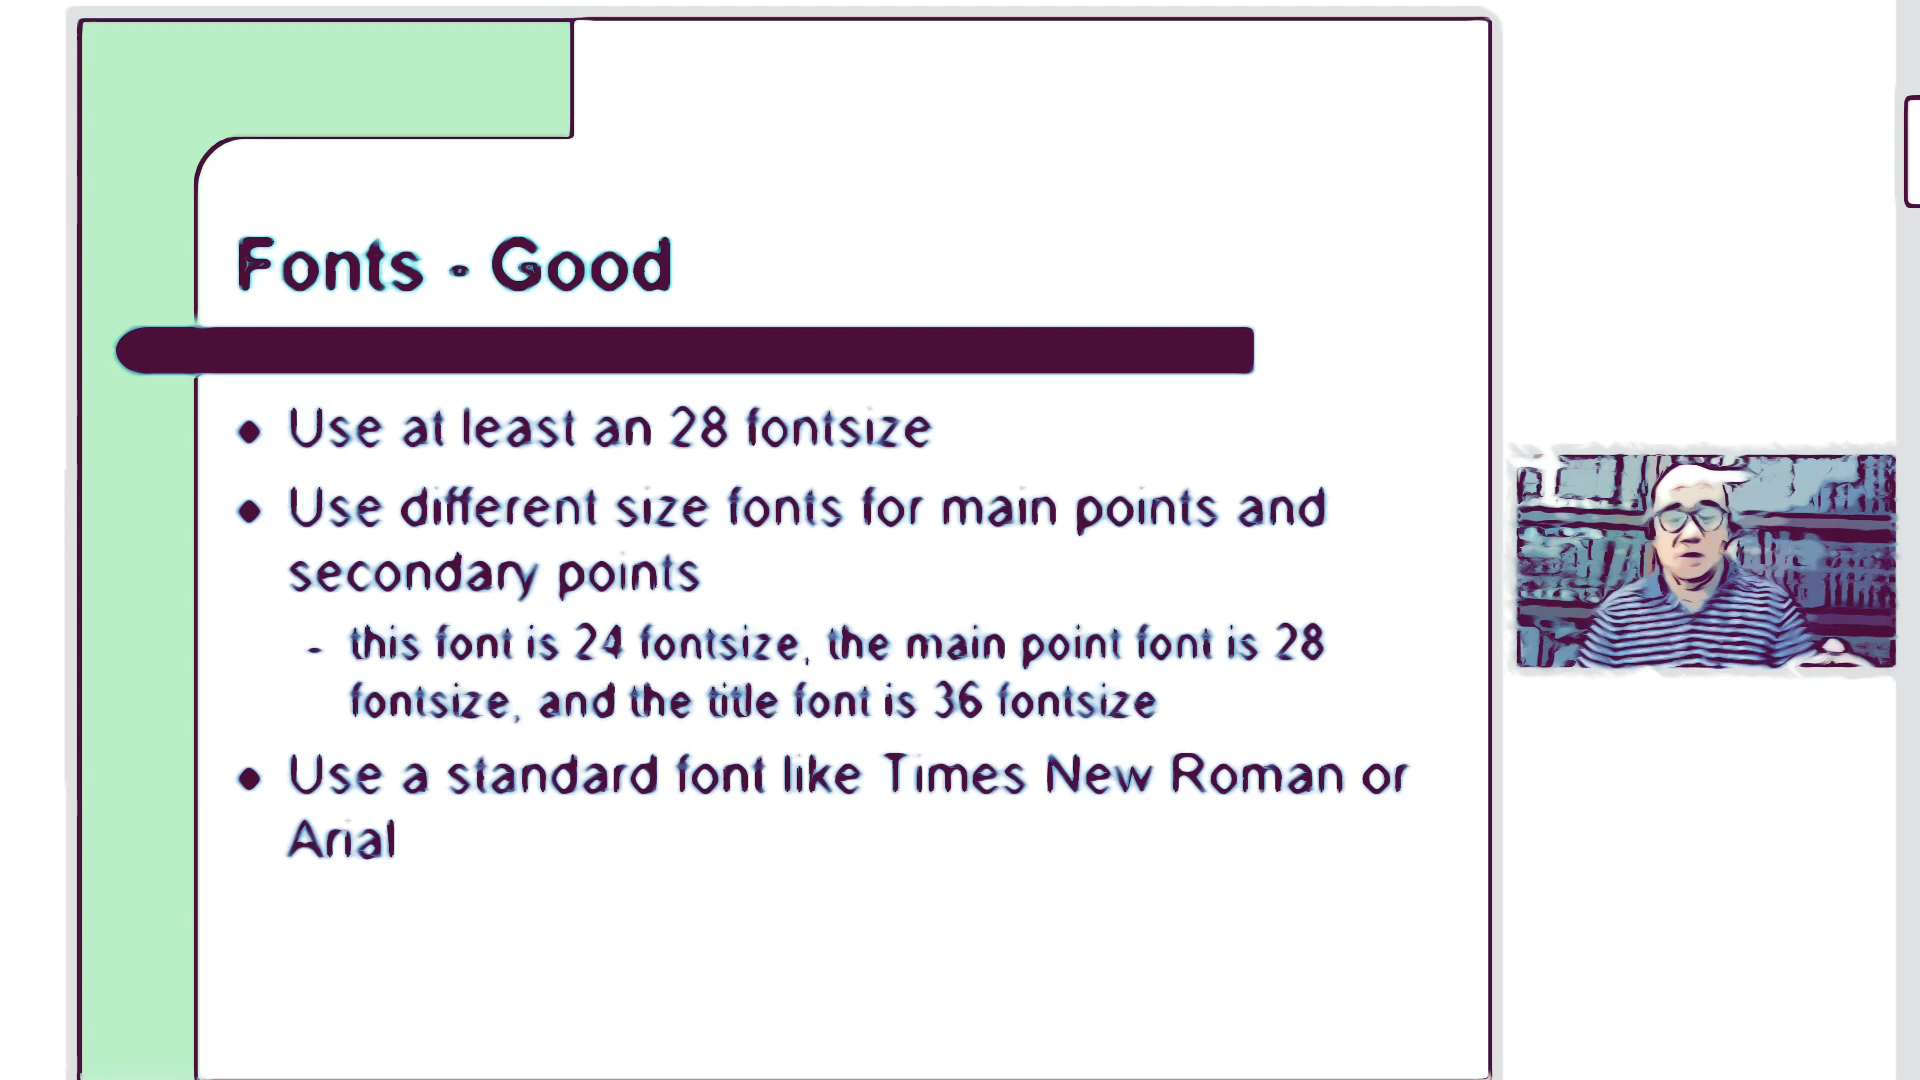 Fonts - Good
• Use at least an 28 fontsize
• Use different size fonts for main points and
secondary points
- this font is 24 fontsize, the main point font is 28
fontsize, and the title font is 36 fontsize
• Use a standard font like Times New Roman or
Arial